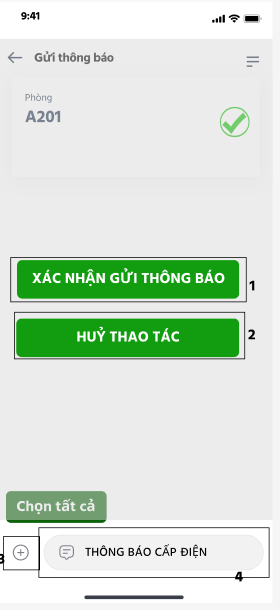 9:41
Gửi thông báo
Phòng
A201
XÁC NHẬN GỬI THÔNG BÁO
1
HUỶ THAO TÁC
2
Chọn tất cả
3
THÔNG BÁO CẤP ĐIỆN
4